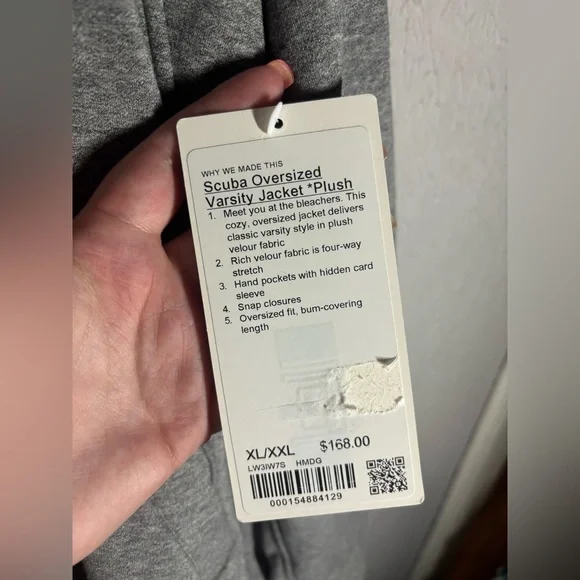 WHY WE MADE THIS
Scuba Oversized
Varsity Jacket *Plush
1. Meet you at the bleachers. This
cozy, oversized jacket delivers
classic varsity style in plush
velour fabric
2. Rich velour fabric is four-way
stretch
3. Hand pockets with hidden card
sleeve
4. Snap closures
5. Oversized fit, bum-covering
length
XL/XXL $168.00
LW3IW7S HMDG
000154884129